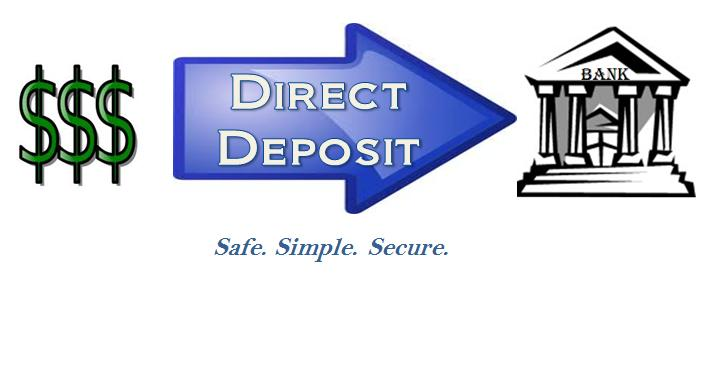 $$$
DIRECT
DEPOSIT
BANK
Safe. Simple. Secure.